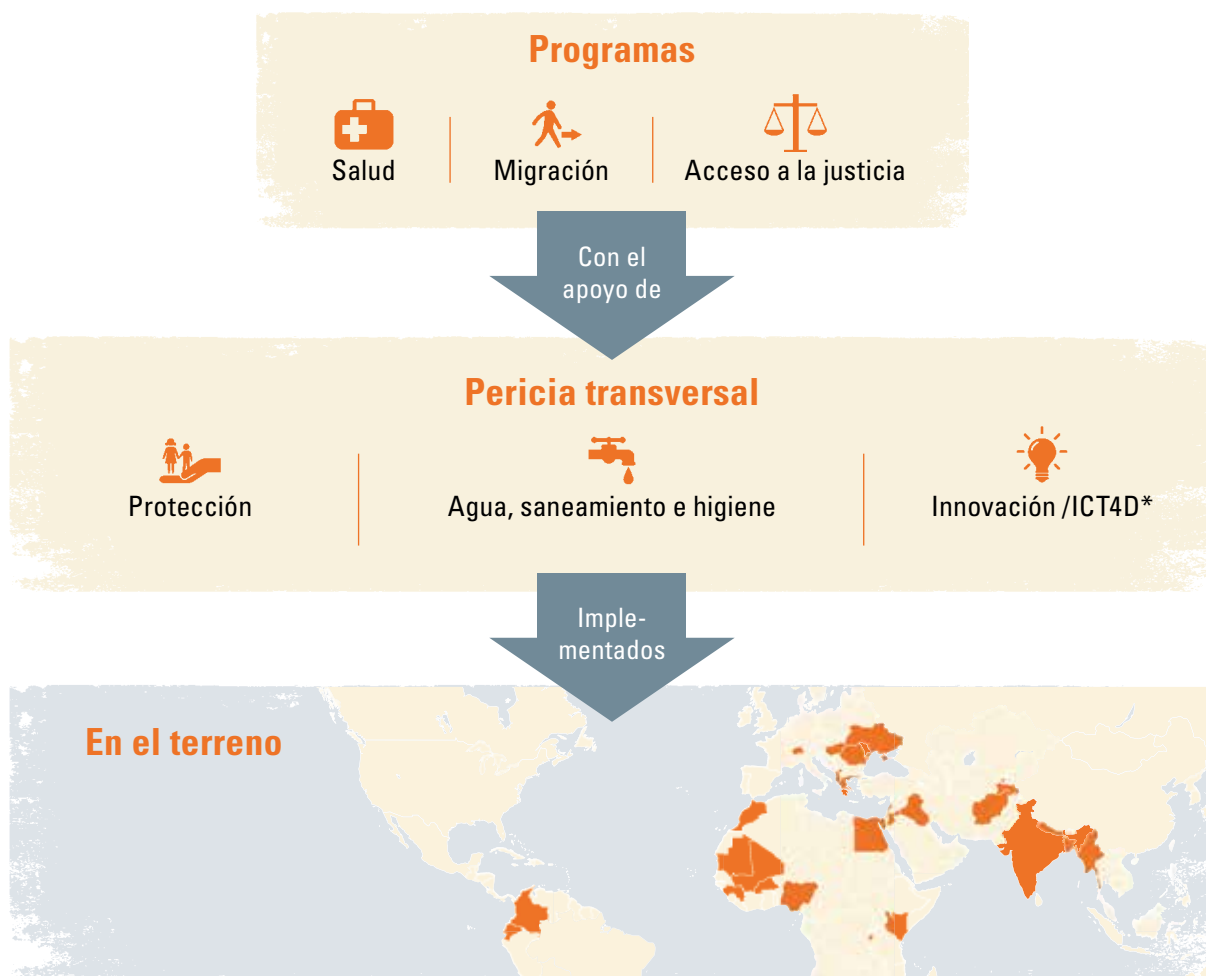 Programas
Salud
Migración
Acceso a la justicia
Con el
apoyo de
Pericia transversal
Protección
Agua, saneamiento e higiene
Innovación /ICT4D*
Imple-
mentados
En el terreno